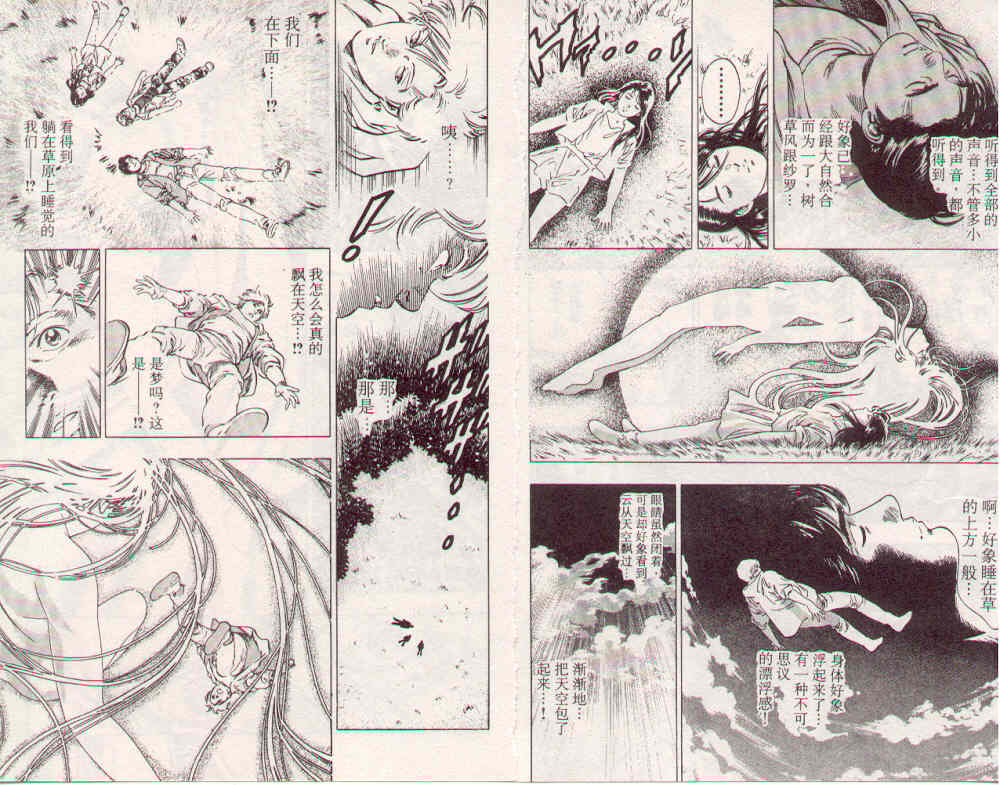 听得到全部的
声音…不管多小
的声音，都
听得到
好象已
经跟大自然合
而为一了，树
草风跟纱罗…
………
沙。。。沙
啊…好象睡在草
的上方一般…
身体好象
浮起来了…
有一种不可
思议
的漂浮感！
眼睛虽然闭着，
可是却好象看到
云从天空飘过…
渐渐地…
把天空包了
起来…！
咦……？
！
那…
那是…
我们
在下面……!?
看得到
躺在草原上睡觉的
我们——!?
我怎么会真的
飘在天空…!?
是梦吗？这
是——!?